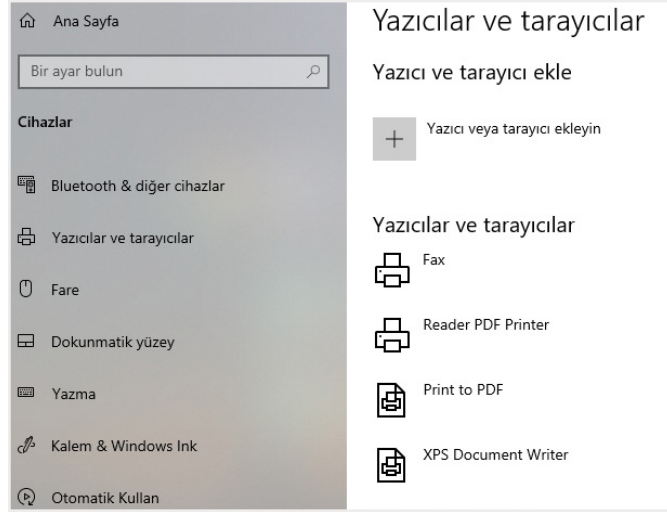 Ana Sayfa
Bir ayar bulun
Cihazlar
Bluetooth & diğer cihazlar
Yazıcılar ve tarayıcılar
Fare
Dokunmatik yüzey
Yazma
Kalem & Windows Ink
Otomatik Kullan
Yazıcılar ve tarayıcılar
Yazıcı ve tarayıcı ekle
Yazıcı veya tarayıcı ekleyin
Yazıcılar ve tarayıcılar
Fax
Reader PDF Printer
Print to PDF
XPS Document Writer